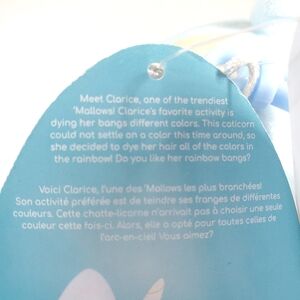 Meet Clarice, one of the trendiest
'Mallows! Clarice's favorite activity is
dying her bangs different colors. This caticorn
could not settle on a color this time around, so
she decided to dye her hair all of the colors in
the rainbow! Do you like her rainbow bangs?
Voici Clarice, l'une des 'Mallows les plus branchées!
Son activité préférée est de teindre ses franges de différentes
couleurs. Cette chatte-licorne n'arrivait pas à choisir une seule
couleur cette fois-ci. Alors, elle a opté pour toutes celles de
l'arc-en-ciel! Vous aimez?